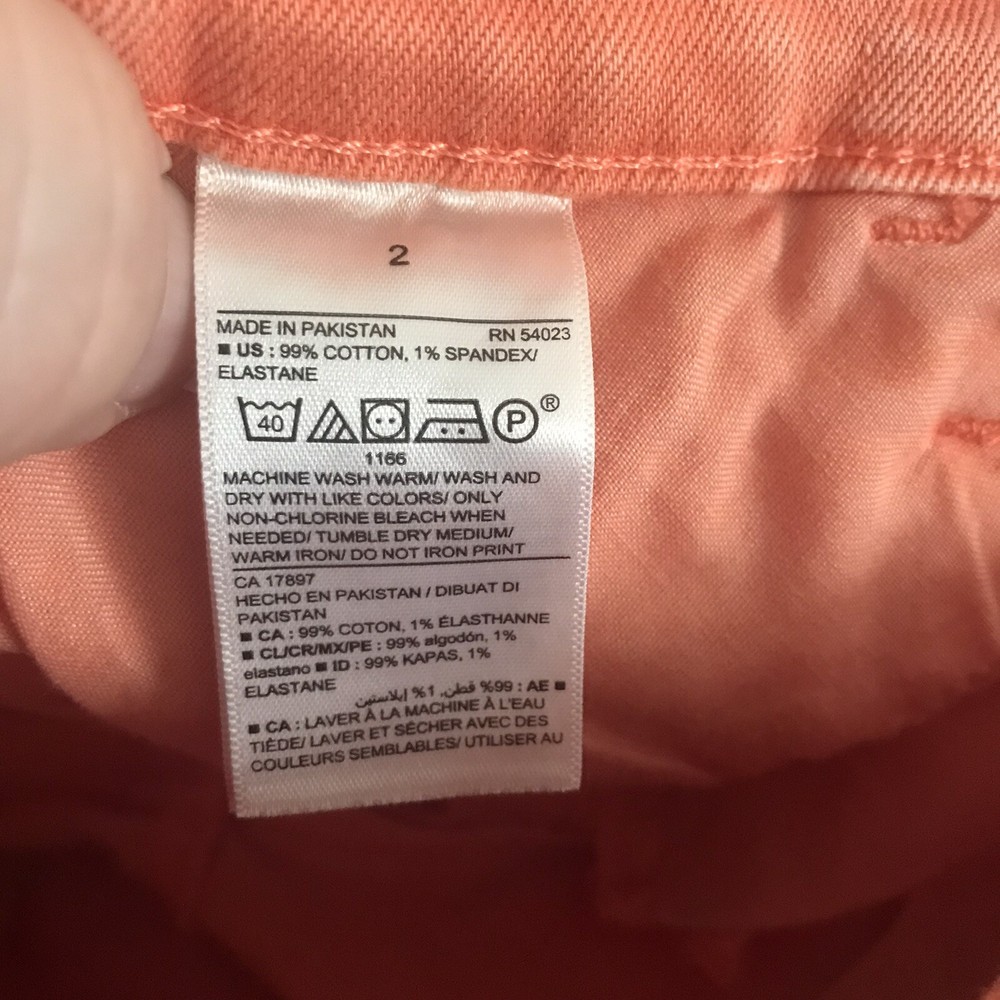 2
MADE IN PAKISTAN RN 54023
■ US : 99% COTTON, 1% SPANDEX/
ELASTANE
40 P ®
1166
MACHINE WASH WARM/ WASH AND
DRY WITH LIKE COLORS/ ONLY
NON-CHLORINE BLEACH WHEN
NEEDED/ TUMBLE DRY MEDIUM/
WARM IRON/ DO NOT IRON PRINT
CA 17897
HECHO EN PAKISTAN / DIBUAT DI
PAKISTAN
■ CA : 99% COTON, 1% ÉLASTHANNE
■ CL/CR/MX/PE : 99% algodón, 1%
elastano ■ ID : 99% KAPAS, 1%
ELASTANE
■ AE : 99% قطن, 1% إيلاستين
■ CA : LAVER À LA MACHINE À L'EAU
TIÈDE/ LAVER ET SÉCHER AVEC DES
COULEURS SEMBLABLES/ UTILISER AU